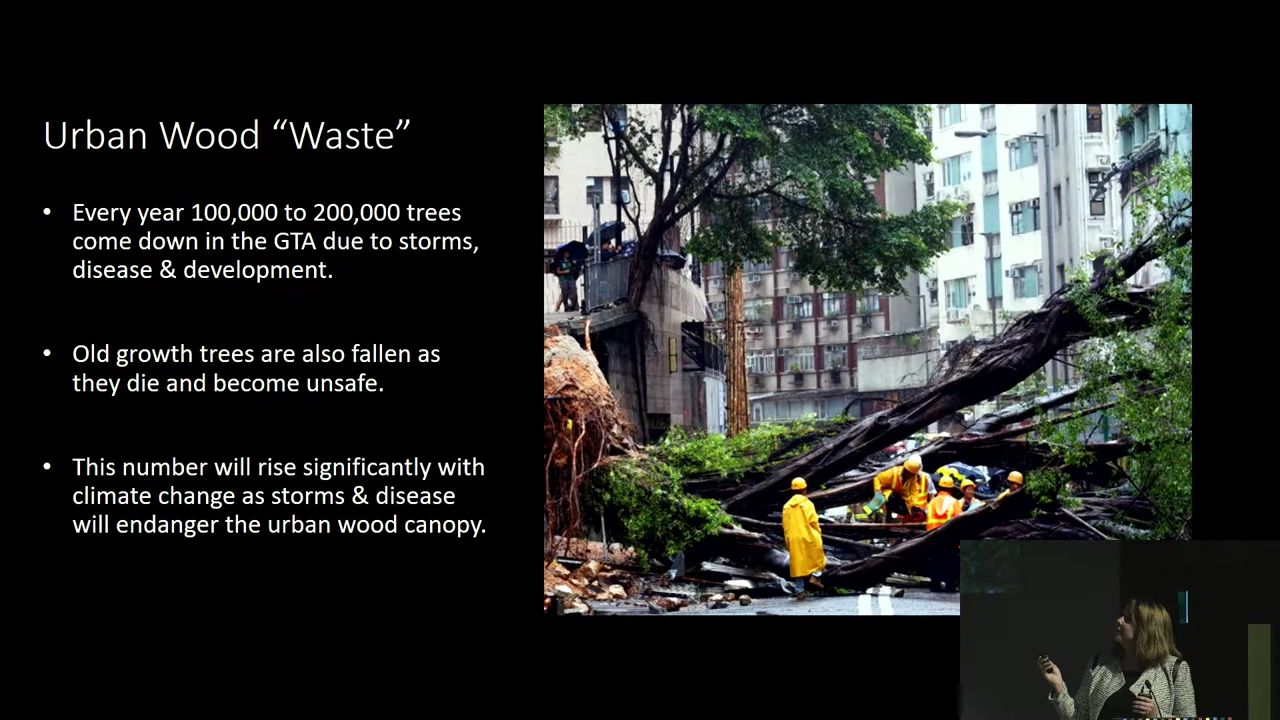 Urban Wood “Waste”
• Every year 100,000 to 200,000 trees
come down in the GTA due to storms,
disease & development.
• Old growth trees are also fallen as
they die and become unsafe.
• This number will rise significantly with
climate change as storms & disease
will endanger the urban wood canopy.